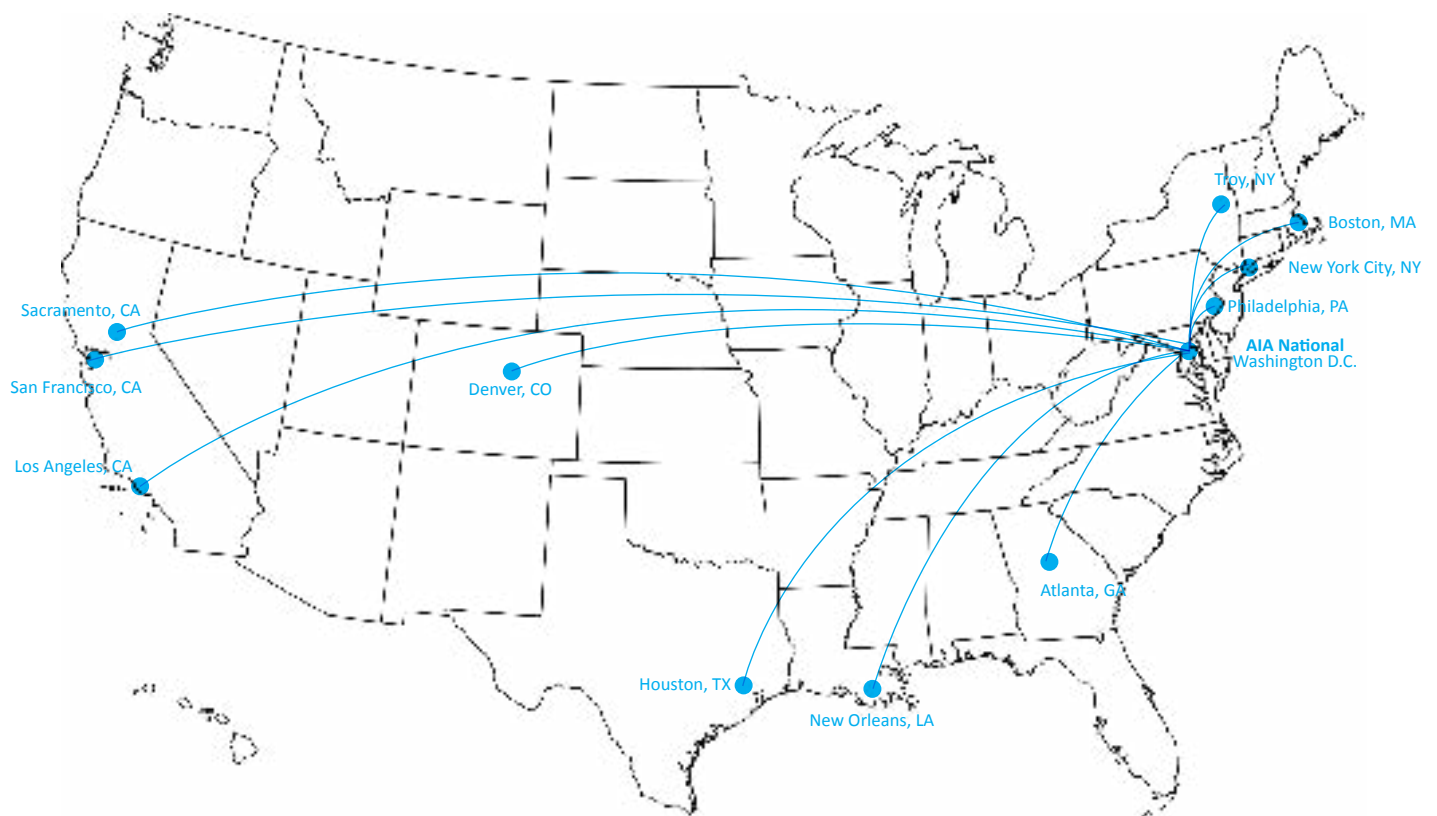 Troy, NY
Boston, MA
New York City, NY
Sacramento, CA
Philadelphia, PA
AIA National
Washington D.C.
San Francisco, CA
Denver, CO
Los Angeles, CA
Atlanta, GA
Houston, TX
New Orleans, LA